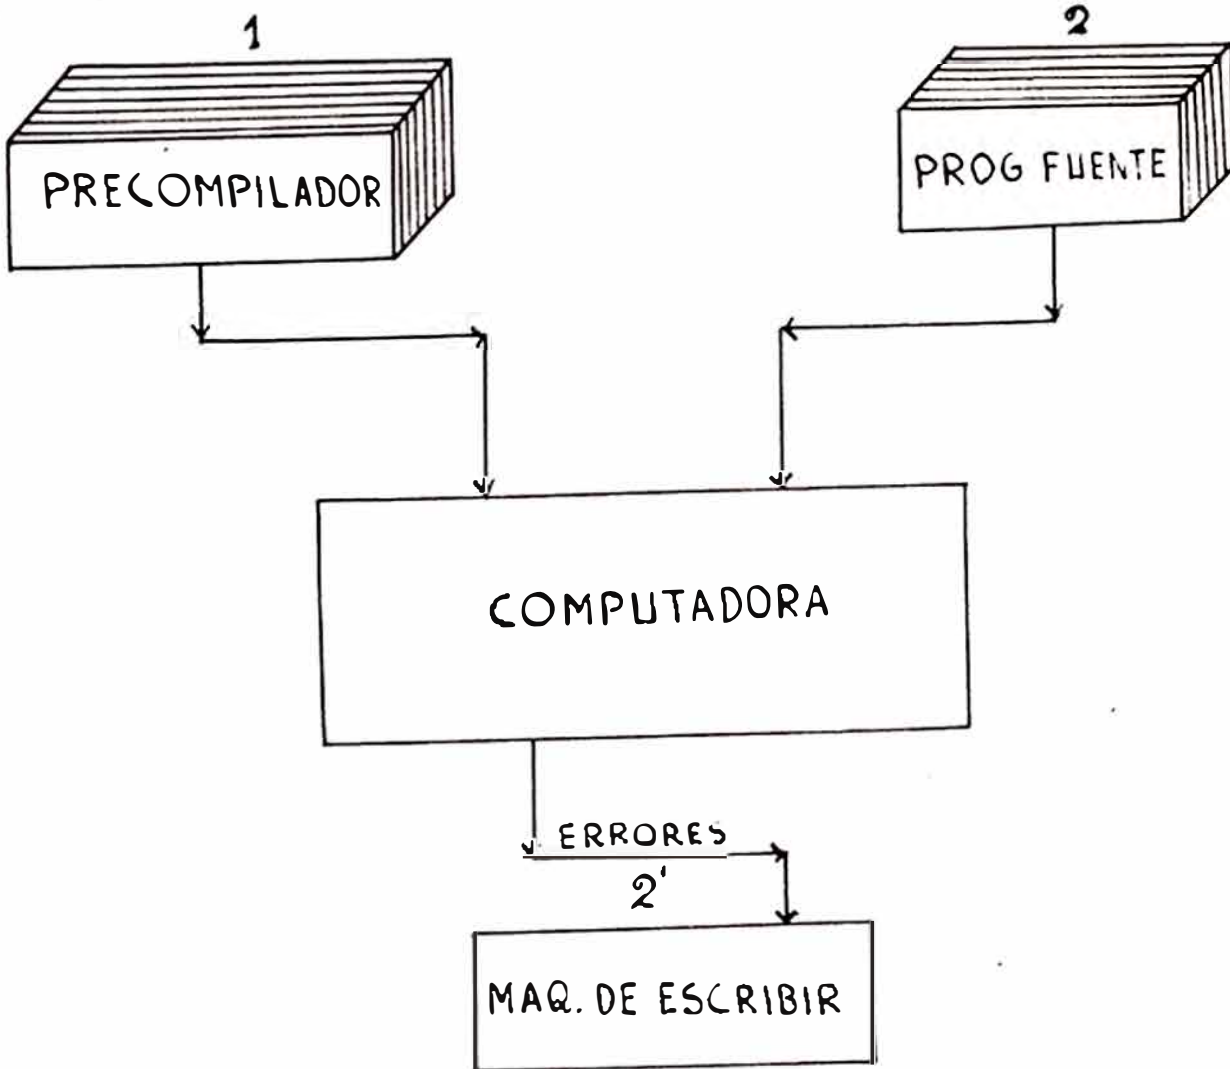 1
2
PRECOMPILADOR
PROG FUENTE
COMPUTADORA
ERRORES
2'
MAQ. DE ESCRIBIR